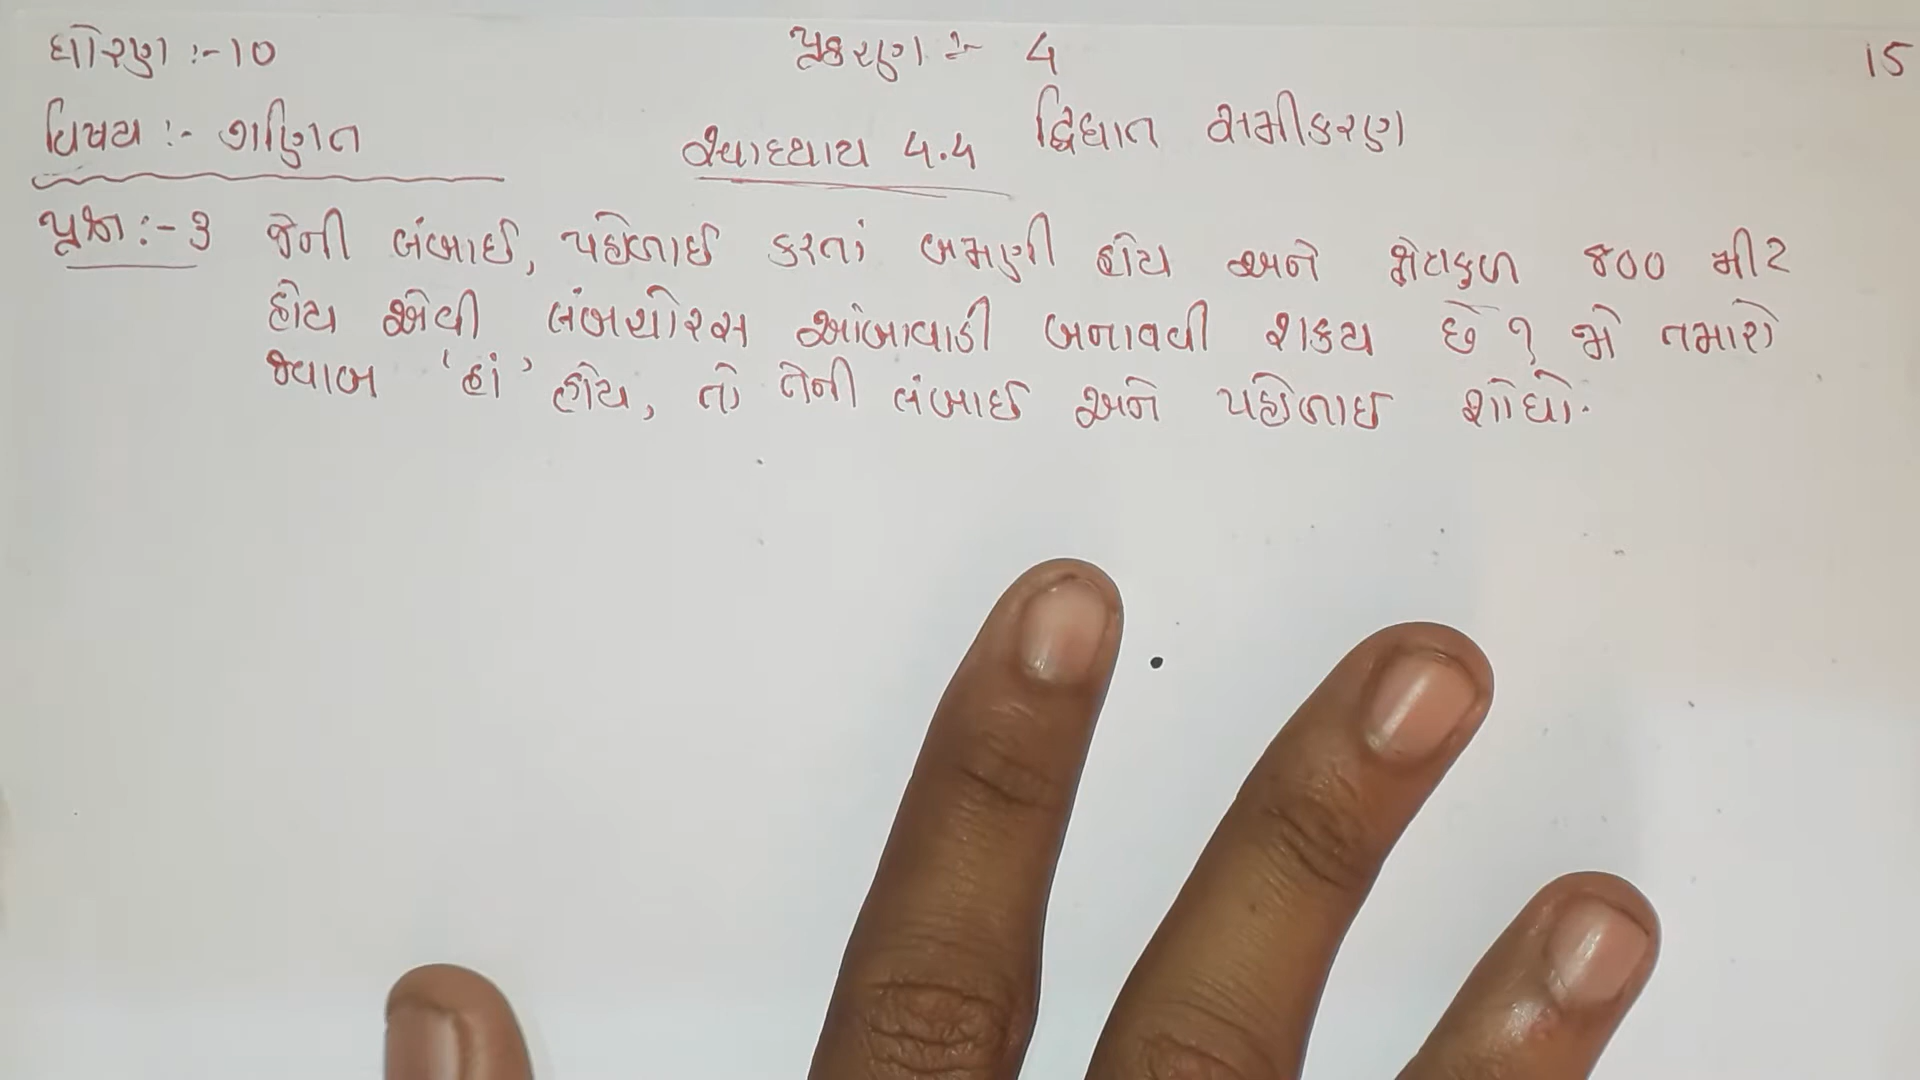 ધોરણ :- 10
પ્રકરણ :- 4
15
વિષય :- ગણિત
સ્વાધ્યાય 4.4
દ્વિઘાત સમીકરણ
પ્રશ્ન :- 3 જેની લંબાઈ, પહોળાઈ કરતાં બમણી હોય અને ક્ષેત્રફળ ૪00 મીટર
હોય એવી લંબચોરસ આંબાવાડી બનાવવી શક્ય છે ? જો તમારો
જવાબ 'હાં' હોય, તો તેની લંબાઈ અને પહોળાઈ શોધો.